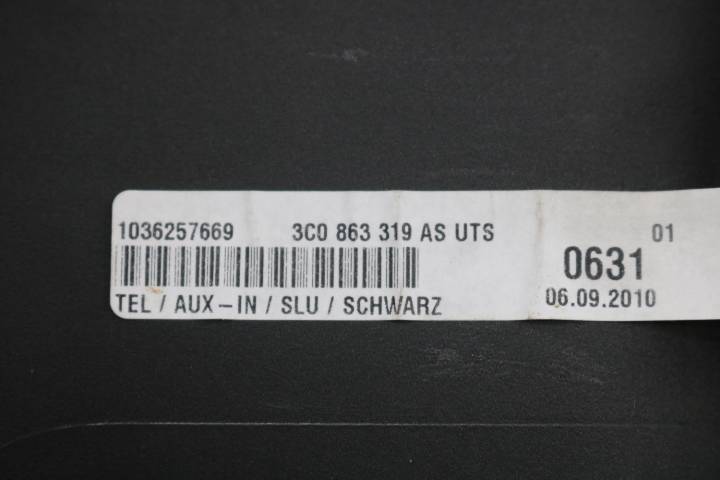 1036257669 3C0 863 319 AS UTS 01
0631
TEL / AUX-IN / SLU / SCHWARZ 06.09.2010